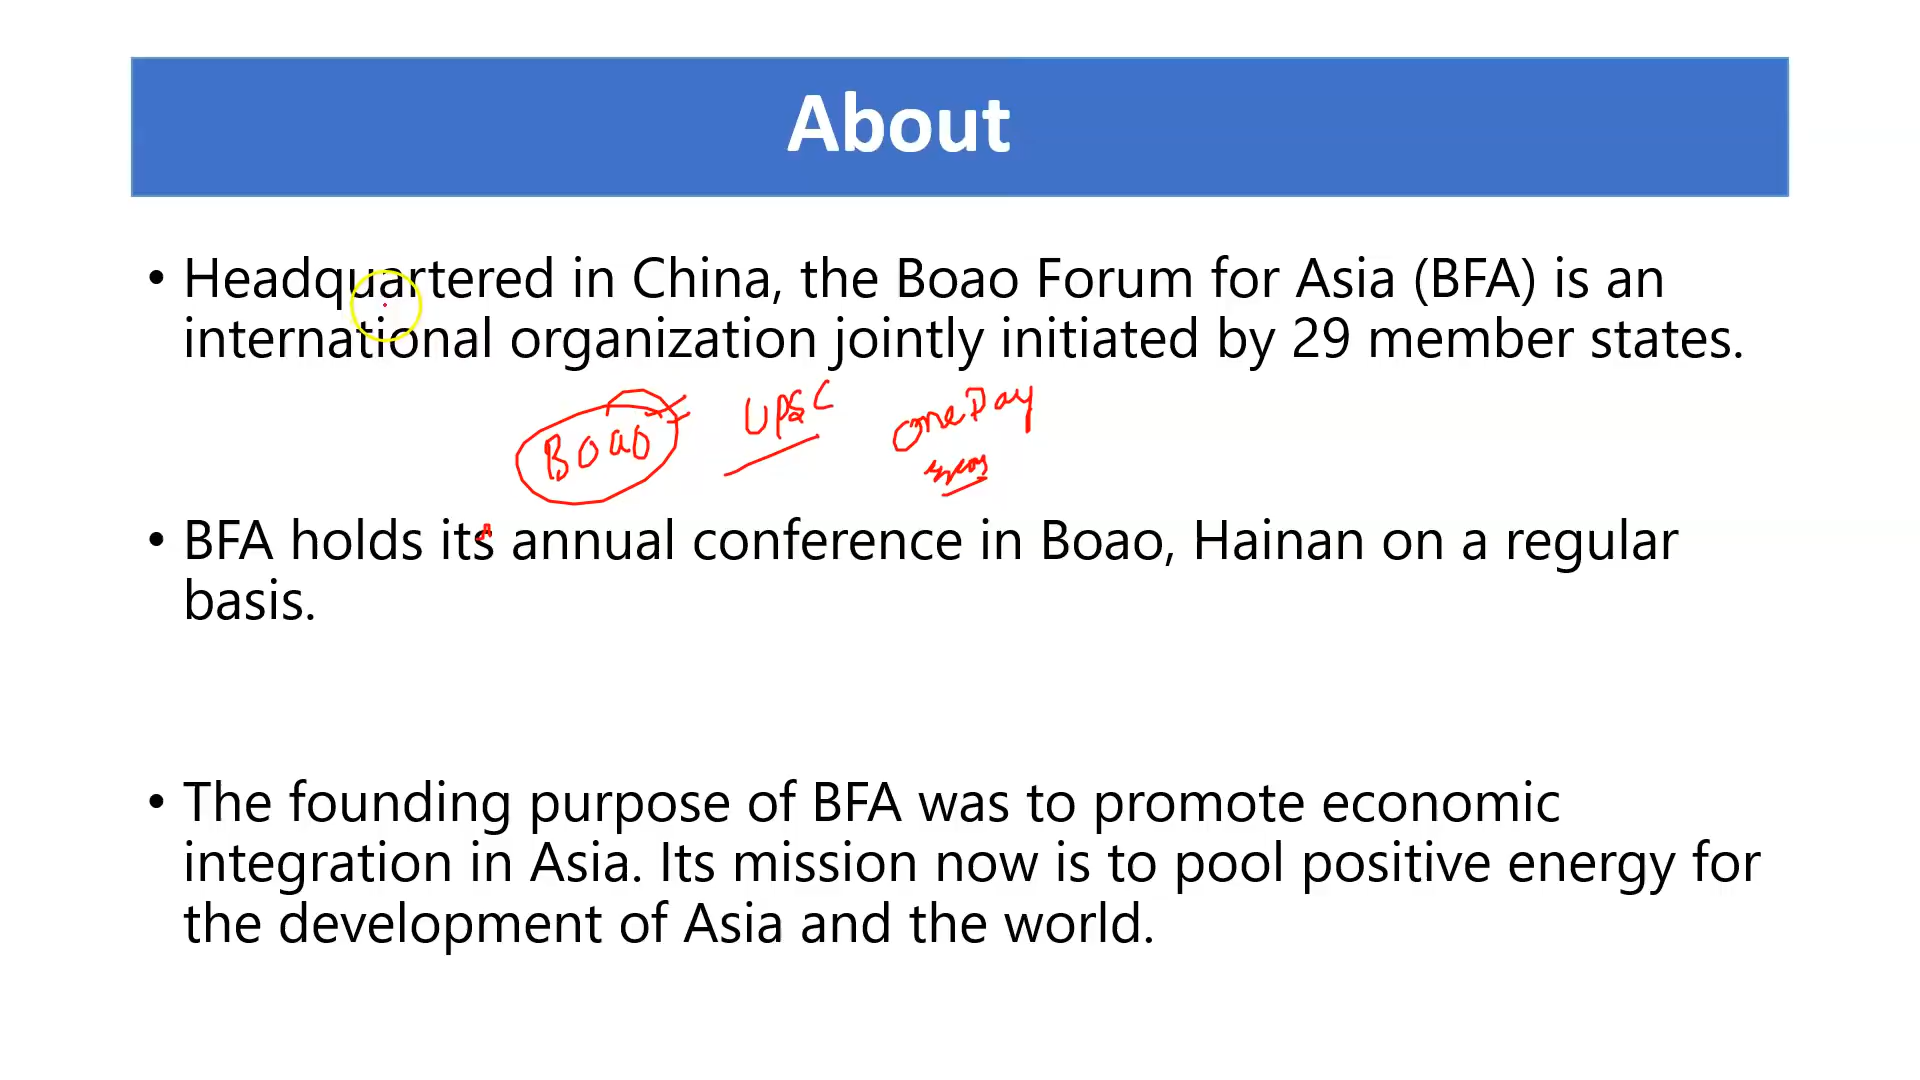 About
• Headquartered in China, the Boao Forum for Asia (BFA) is an
international organization jointly initiated by 29 member states.
Boao UPSC One Day
• BFA holds its annual conference in Boao, Hainan on a regular
basis.
• The founding purpose of BFA was to promote economic
integration in Asia. Its mission now is to pool positive energy for
the development of Asia and the world.